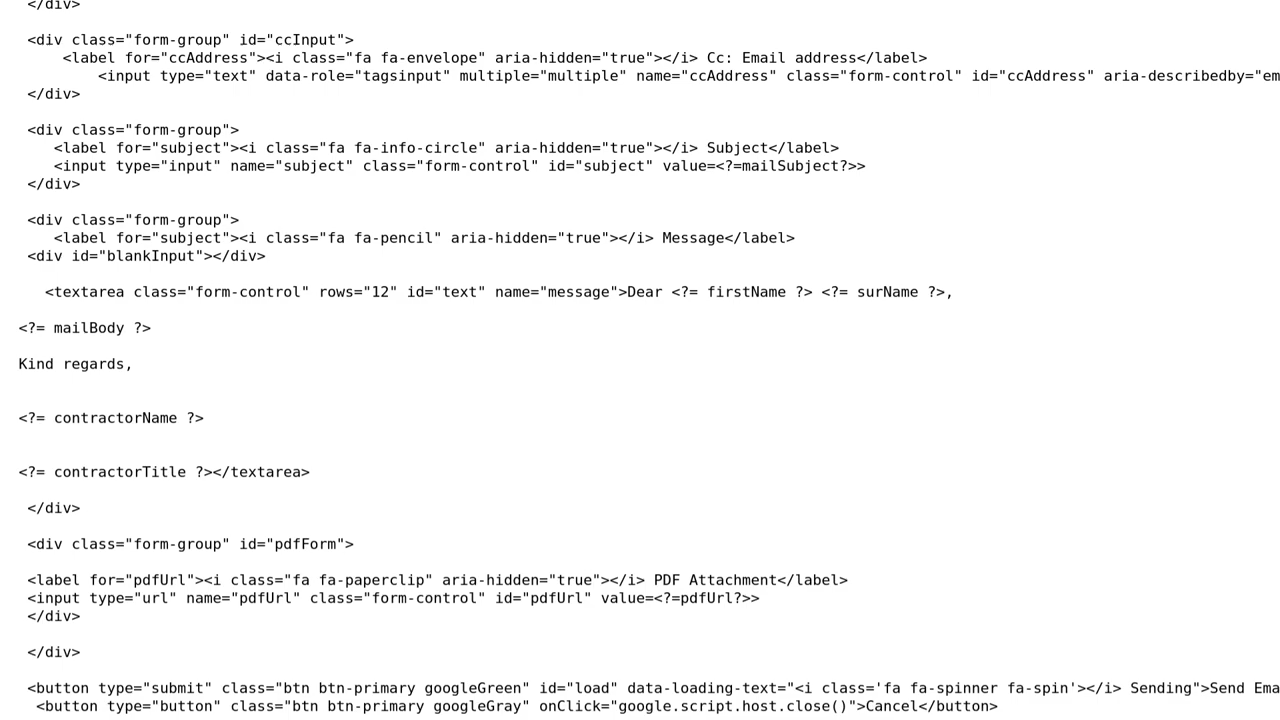 </div>
<div class="form-group" id="ccInput">
<label for="ccAddress"><i class="fa fa-envelope" aria-hidden="true"></i> Cc: Email address</label>
<input type="text" data-role="tagsinput" multiple="multiple" name="ccAddress" class="form-control" id="ccAddress" aria-describedby="em
</div>
<div class="form-group">
<label for="subject"><i class="fa fa-info-circle" aria-hidden="true"></i> Subject</label>
<input type="input" name="subject" class="form-control" id="subject" value=<?=mailSubject?>>
</div>
<div class="form-group">
<label for="subject"><i class="fa fa-pencil" aria-hidden="true"></i> Message</label>
<div id="blankInput"></div>
<textarea class="form-control" rows="12" id="text" name="message">Dear <?= firstName ?> <?= surName ?>,
<?= mailBody ?>
Kind regards,
<?= contractorName ?>
<?= contractorTitle ?></textarea>
</div>
<div class="form-group" id="pdfForm">
<label for="pdfUrl"><i class="fa fa-paperclip" aria-hidden="true"></i> PDF Attachment</label>
<input type="url" name="pdfUrl" class="form-control" id="pdfUrl" value=<?=pdfUrl?>>
</div>
</div>
<button type="submit" class="btn btn-primary googleGreen" id="load" data-loading-text="<i class='fa fa-spinner fa-spin'></i> Sending">Send Ema
<button type="button" class="btn btn-primary googleGray" onClick="google.script.host.close()">Cancel</button>